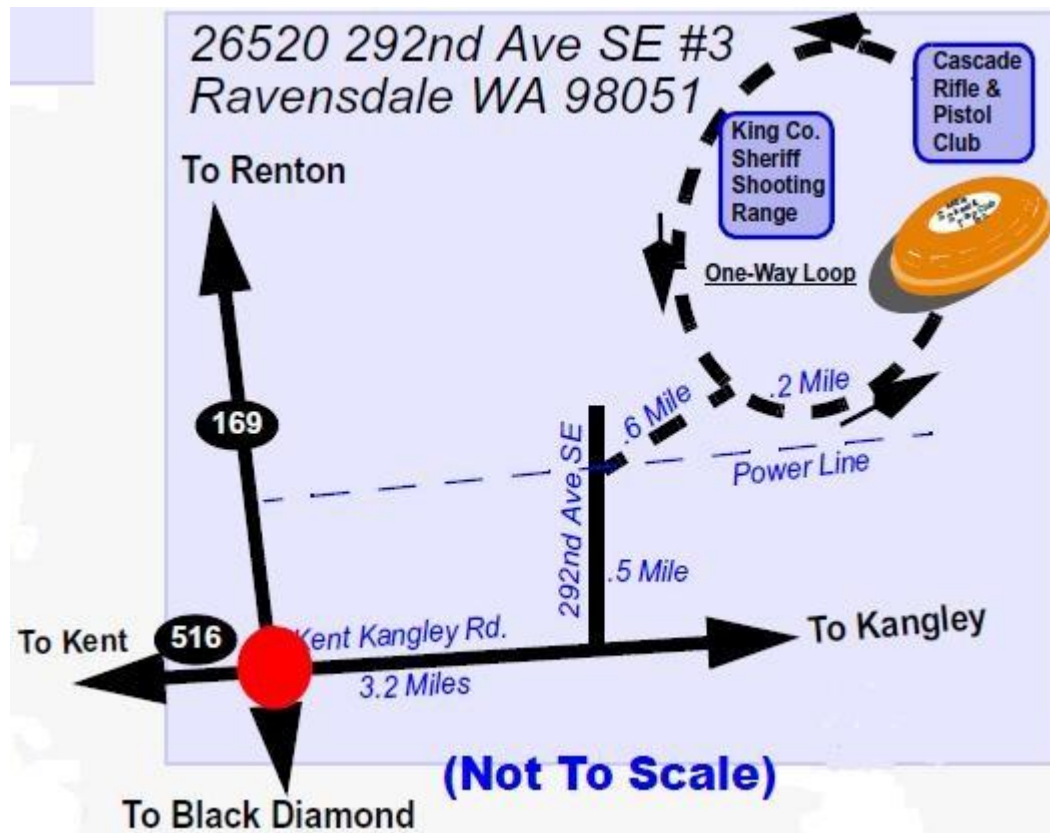 26520 292nd Ave SE #3
Ravensdale WA 98051
Cascade
Rifle &
Pistol
Club
King Co.
Sheriff
Shooting
Range
To Renton
One-Way Loop
169
.6 Mile
.2 Mile
Power Line
292nd Ave SE
.5 Mile
To Kent
516
Kent Kangley Rd.
To Kangley
3.2 Miles
(Not To Scale)
To Black Diamond